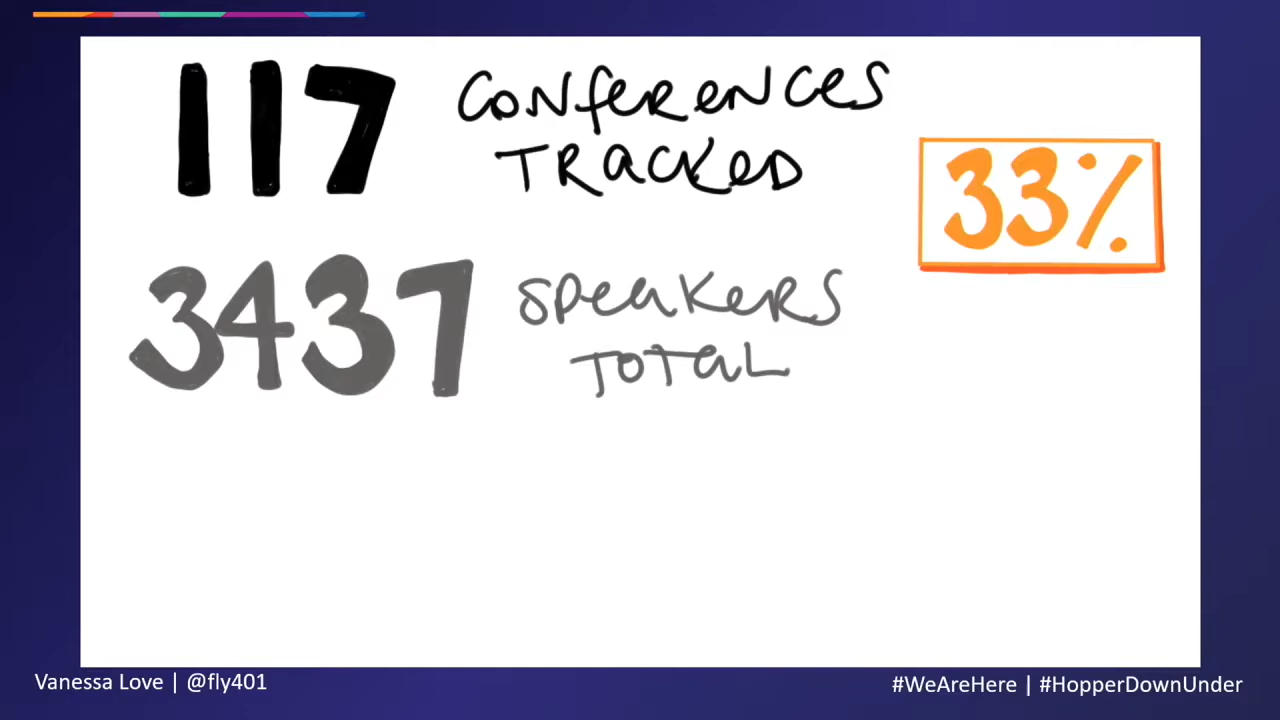 117 CONFERENCES
TRACKED
33%
3437 SPEAKERS
TOTAL
Vanessa Love | @fly401
#WeAreHere | #HopperDownUnder